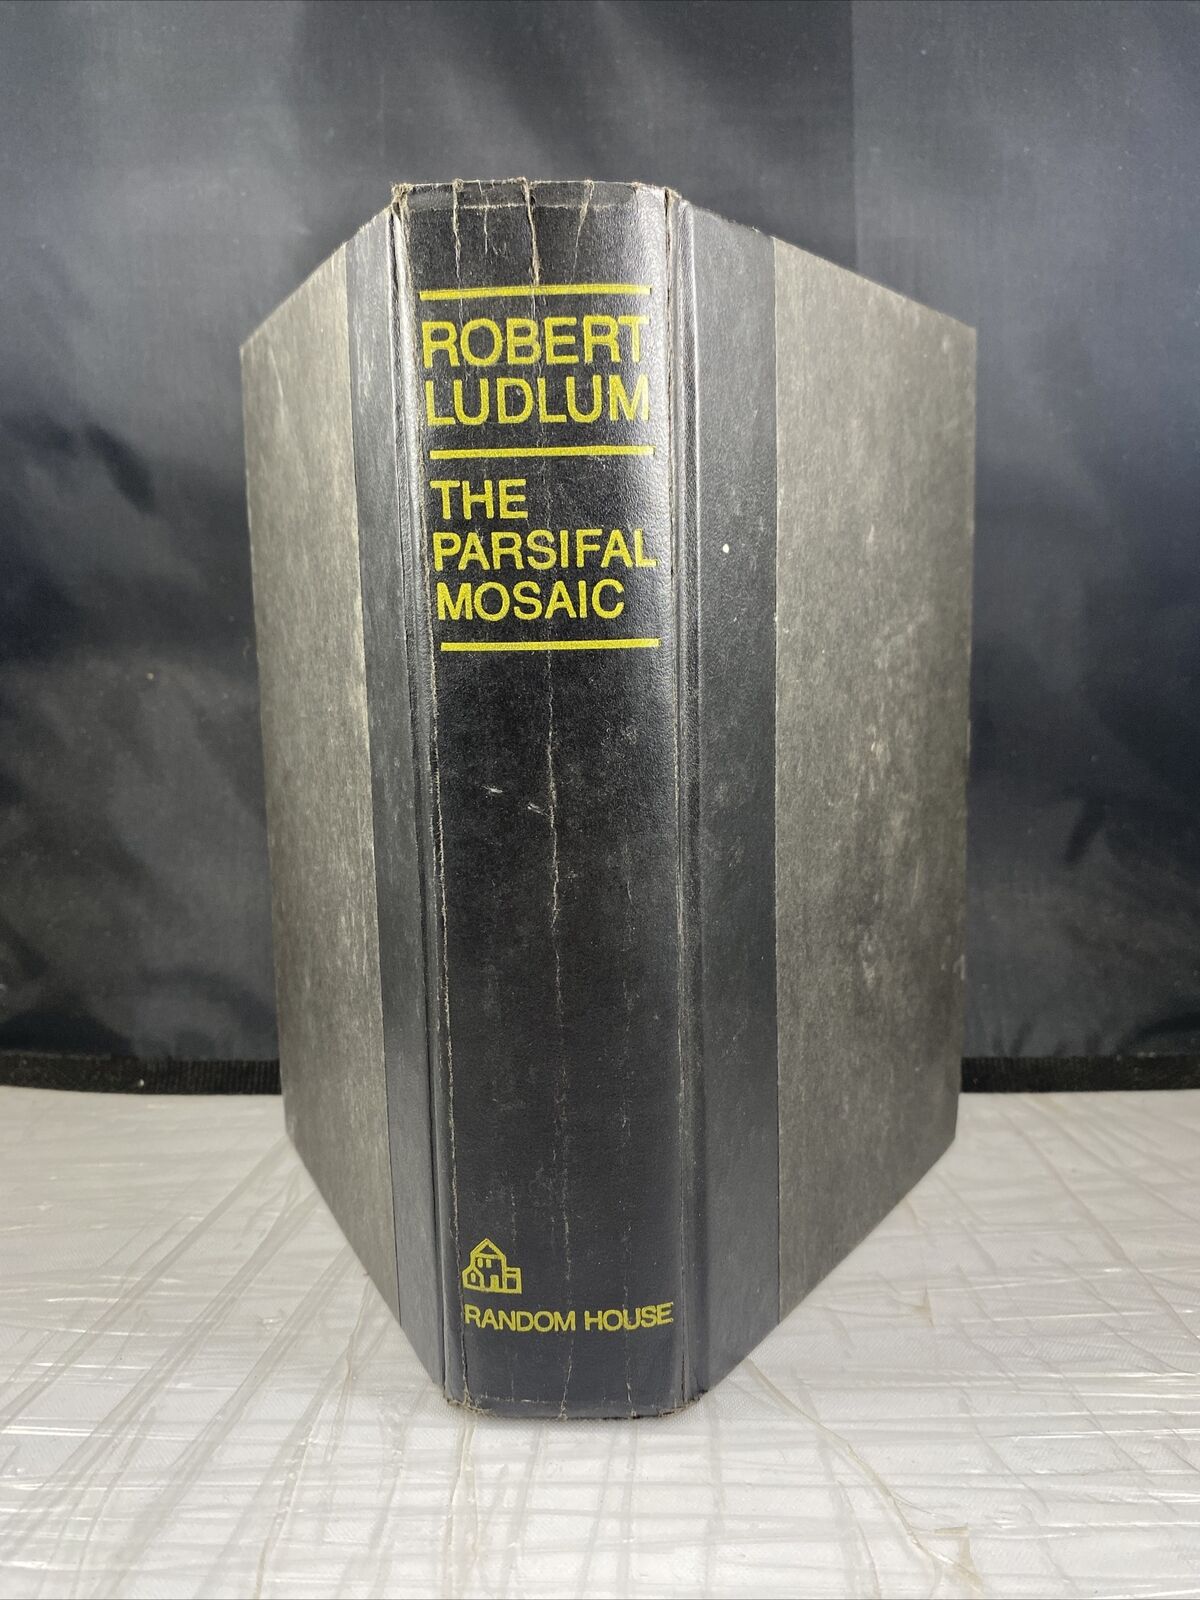 ROBERT
LUDLUM
THE
PARSIFAL
MOSAIC
RANDOM HOUSE